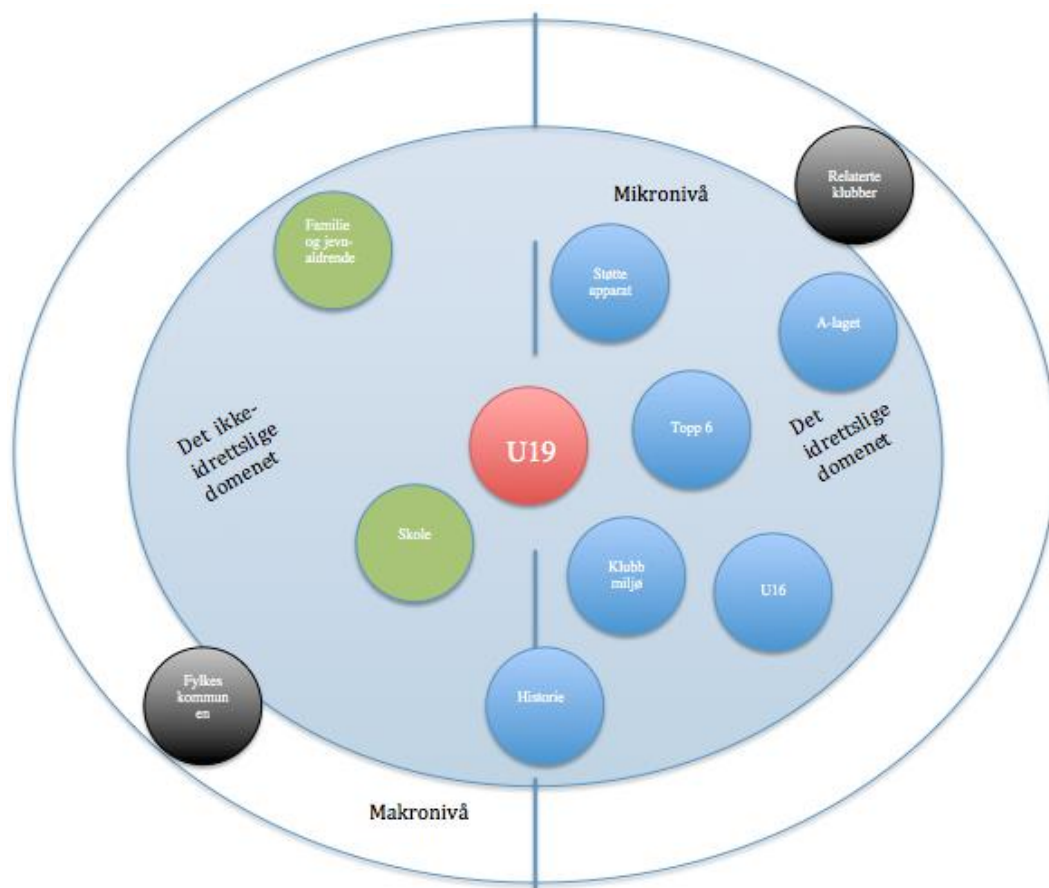 Mikronivå
Relaterte
klubber
Familie
og jevn-
aldrende
Støtte
apparat
A-laget
Det ikke-
idrettslige
domenet
U19
Topp 6
Det
idrettslige
domenet
Skole
Klubb
miljø
U16
Fylkes
kommun
en
Historie
Makronivå